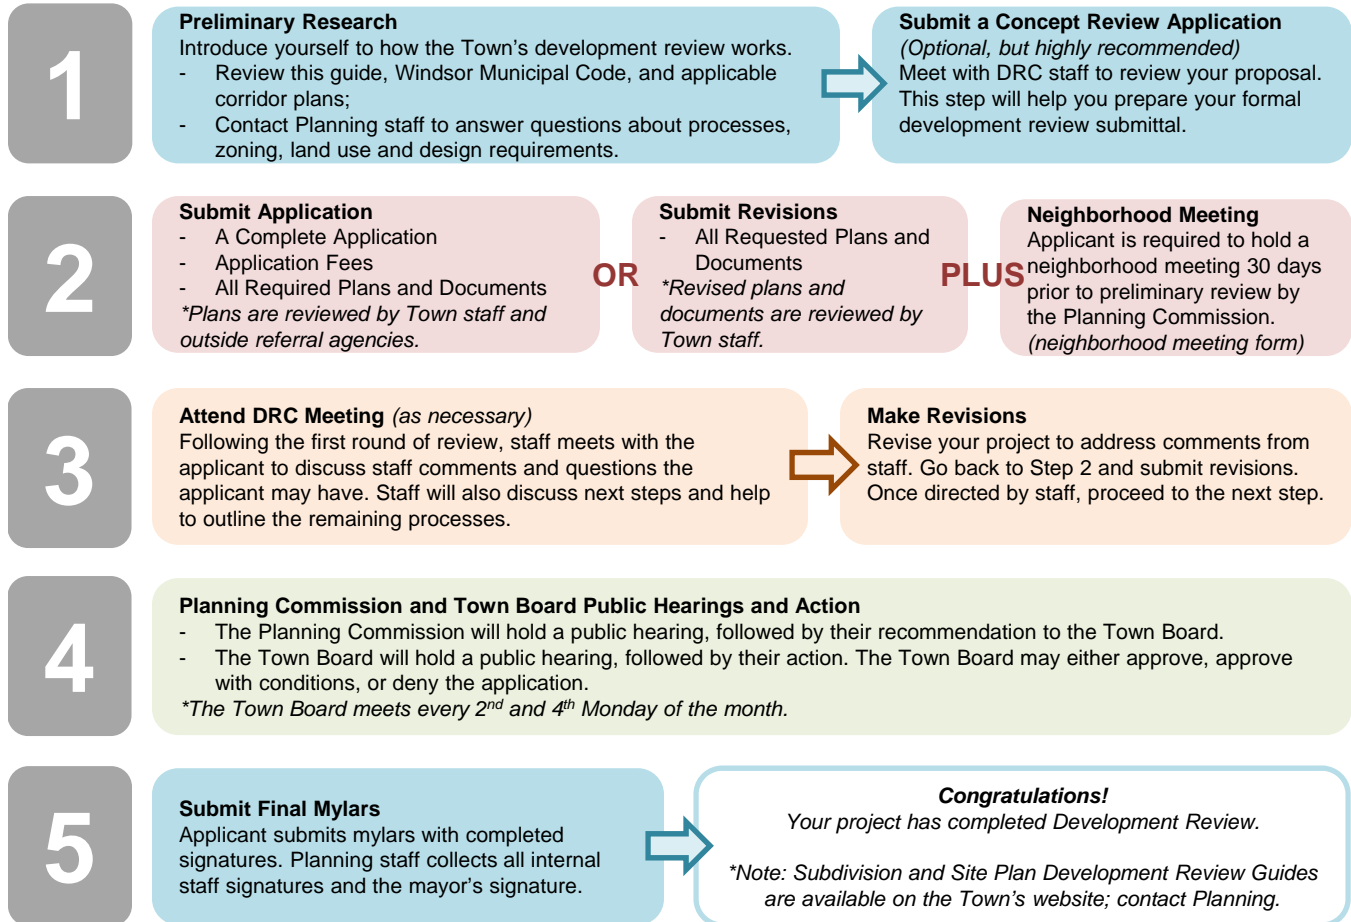 1
Preliminary Research
Introduce yourself to how the Town's development review works.
- Review this guide, Windsor Municipal Code, and applicable
corridor plans;
- Contact Planning staff to answer questions about processes,
zoning, land use and design requirements.
Submit a Concept Review Application
(Optional, but highly recommended)
Meet with DRC staff to review your proposal.
This step will help you prepare your formal
development review submittal.
2
Submit Application
- A Complete Application
- Application Fees
- All Required Plans and Documents
*Plans are reviewed by Town staff and
outside referral agencies.
OR
Submit Revisions
- All Requested Plans and
Documents
*Revised plans and
documents are reviewed by
Town staff.
PLUS
Neighborhood Meeting
Applicant is required to hold a
neighborhood meeting 30 days
prior to preliminary review by
the Planning Commission.
(neighborhood meeting form)
3
Attend DRC Meeting (as necessary)
Following the first round of review, staff meets with the
applicant to discuss staff comments and questions the
applicant may have. Staff will also discuss next steps and help
to outline the remaining processes.
Make Revisions
Revise your project to address comments from
staff. Go back to Step 2 and submit revisions.
Once directed by staff, proceed to the next step.
4
Planning Commission and Town Board Public Hearings and Action
- The Planning Commission will hold a public hearing, followed by their recommendation to the Town Board.
- The Town Board will hold a public hearing, followed by their action. The Town Board may either approve, approve
with conditions, or deny the application.
*The Town Board meets every 2nd and 4th Monday of the month.
5
Submit Final Mylars
Applicant submits mylars with completed
signatures. Planning staff collects all internal
staff signatures and the mayor's signature.
Congratulations!
Your project has completed Development Review.
*Note: Subdivision and Site Plan Development Review Guides
are available on the Town's website; contact Planning.